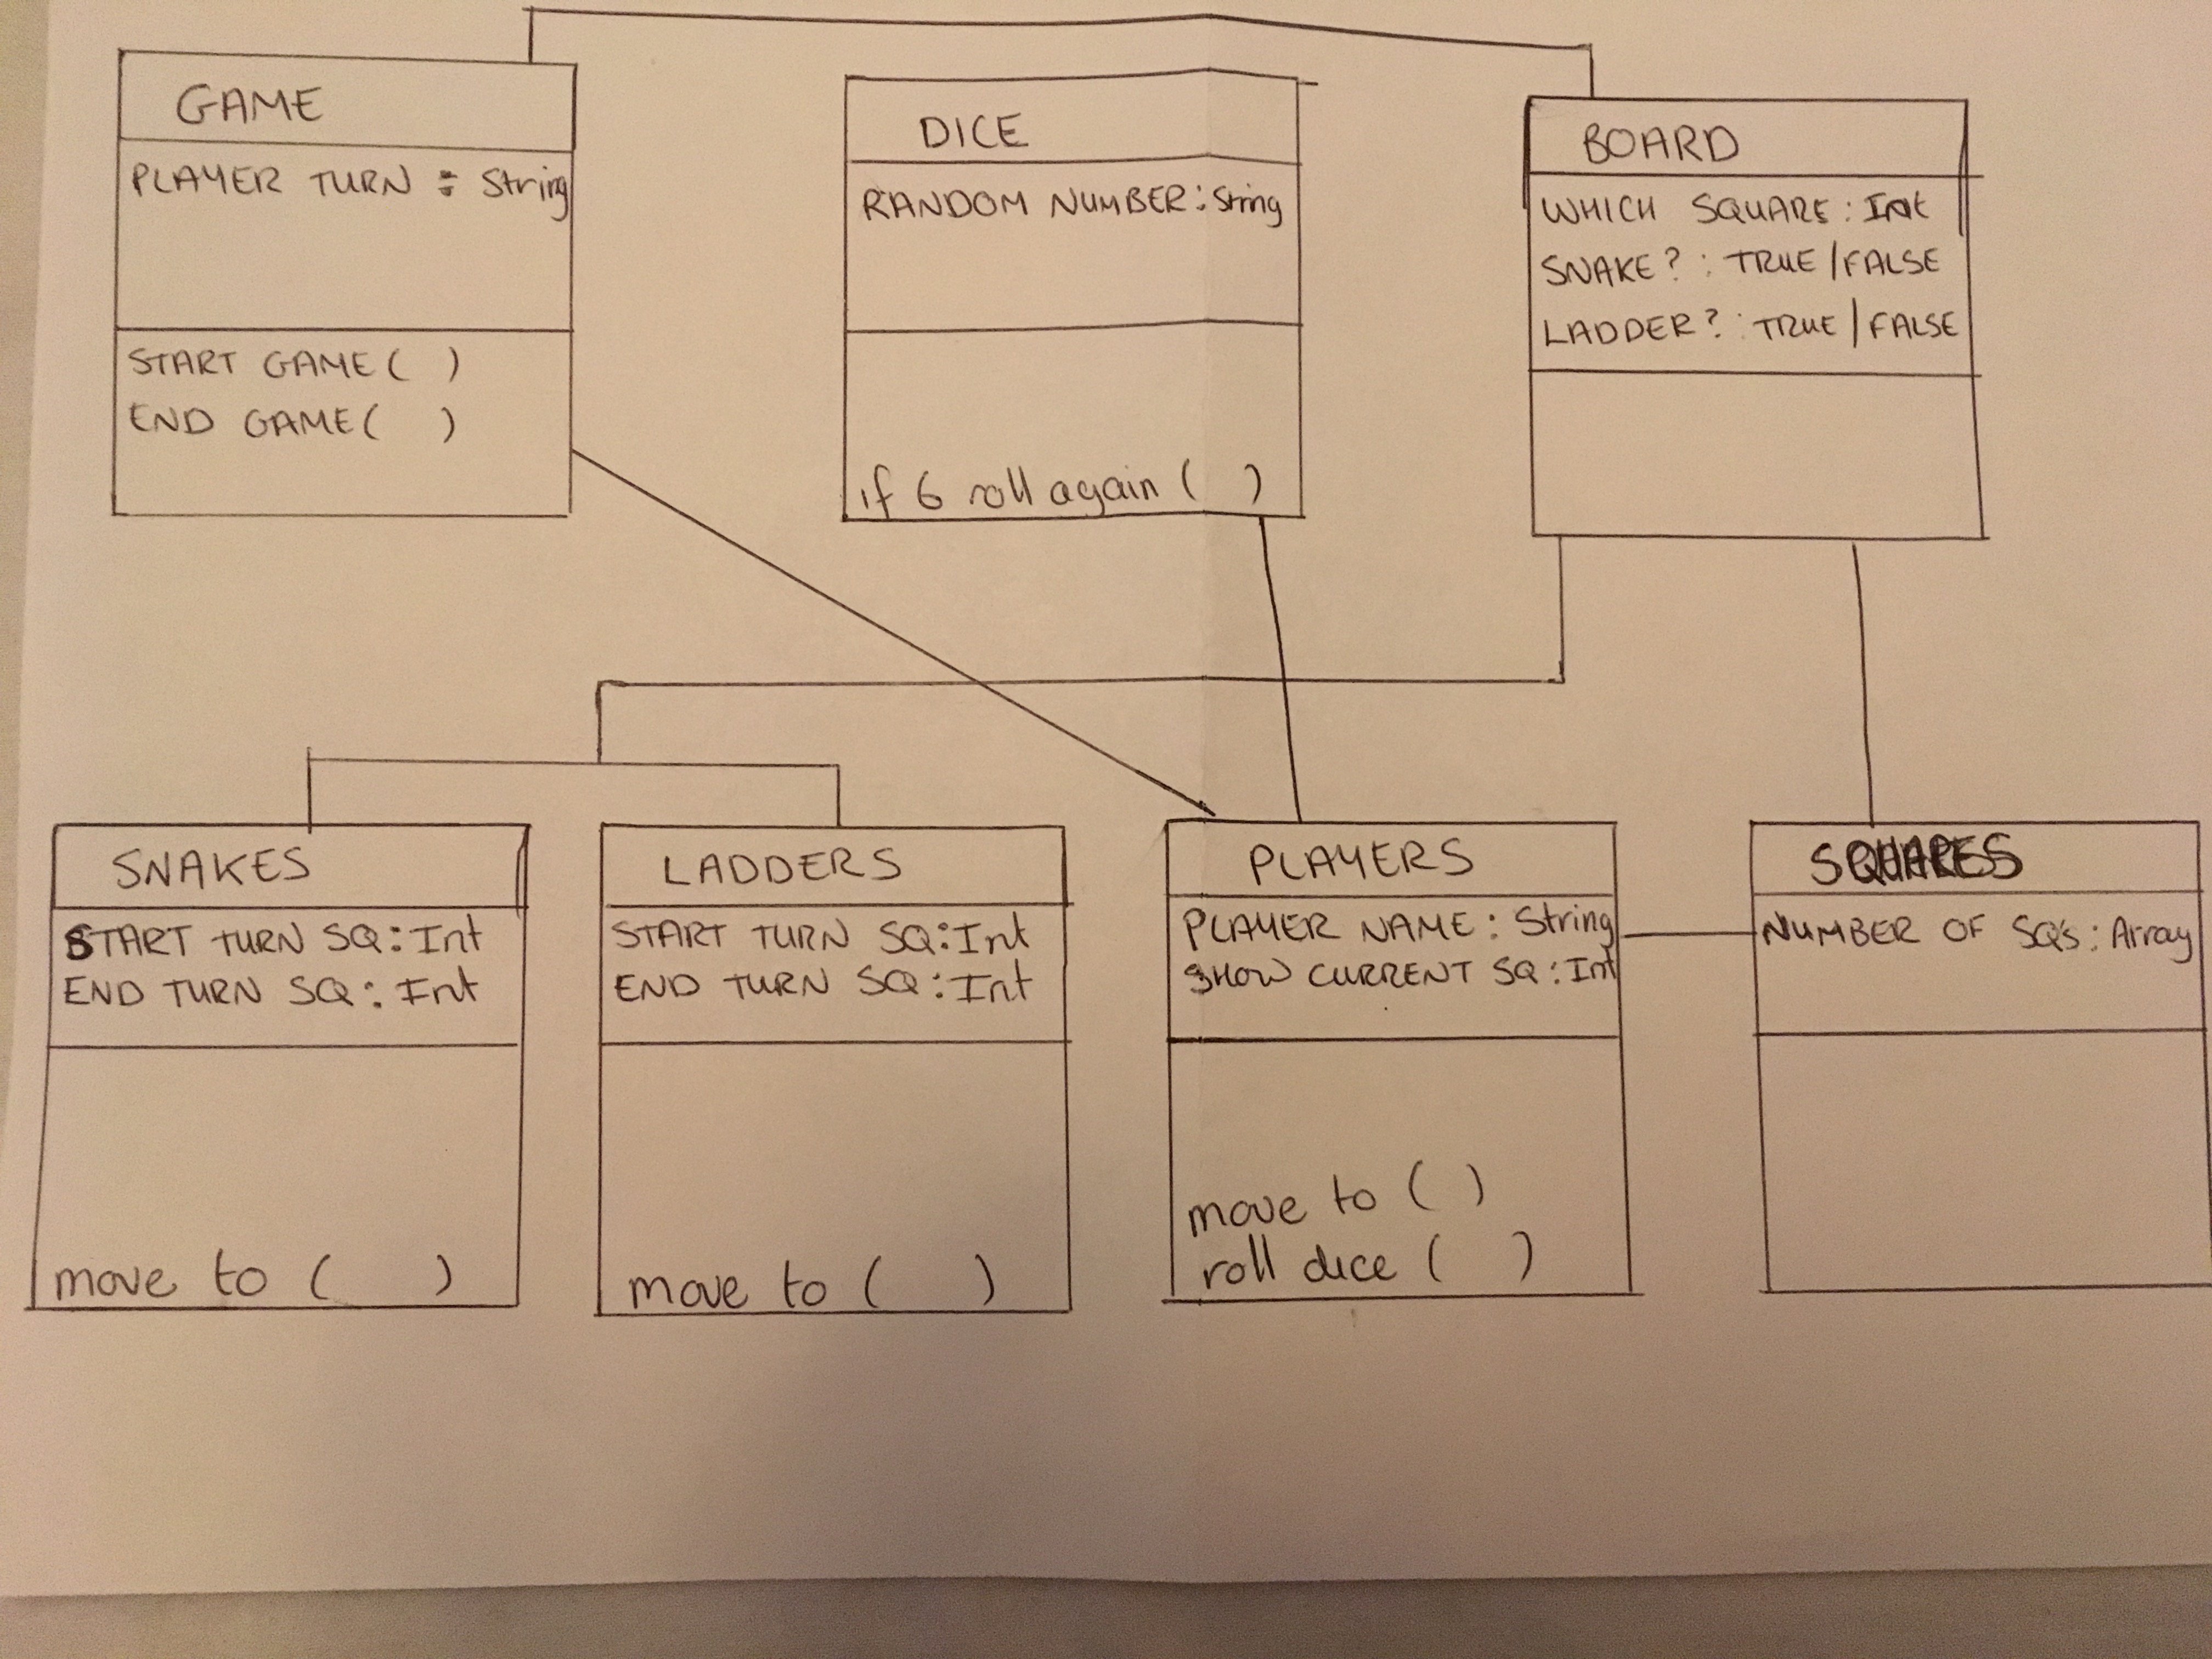 GAME
PLAYER TURN : String
START GAME ( )
END GAME ( )
DICE
RANDOM NUMBER : String
if 6 roll again ( )
BOARD
WHICH SQUARE : Int
SNAKE? : TRUE / FALSE
LADDER? : TRUE / FALSE
SNAKES
START TURN SQ : Int
END TURN SQ : Int
move to ( )
LADDERS
START TURN SQ : Int
END TURN SQ : Int
move to ( )
PLAYERS
PLAYER NAME : String
SHOW CURRENT SQ : Int
move to ( )
roll dice ( )
SQUARES
NUMBER OF SQ'S : Array